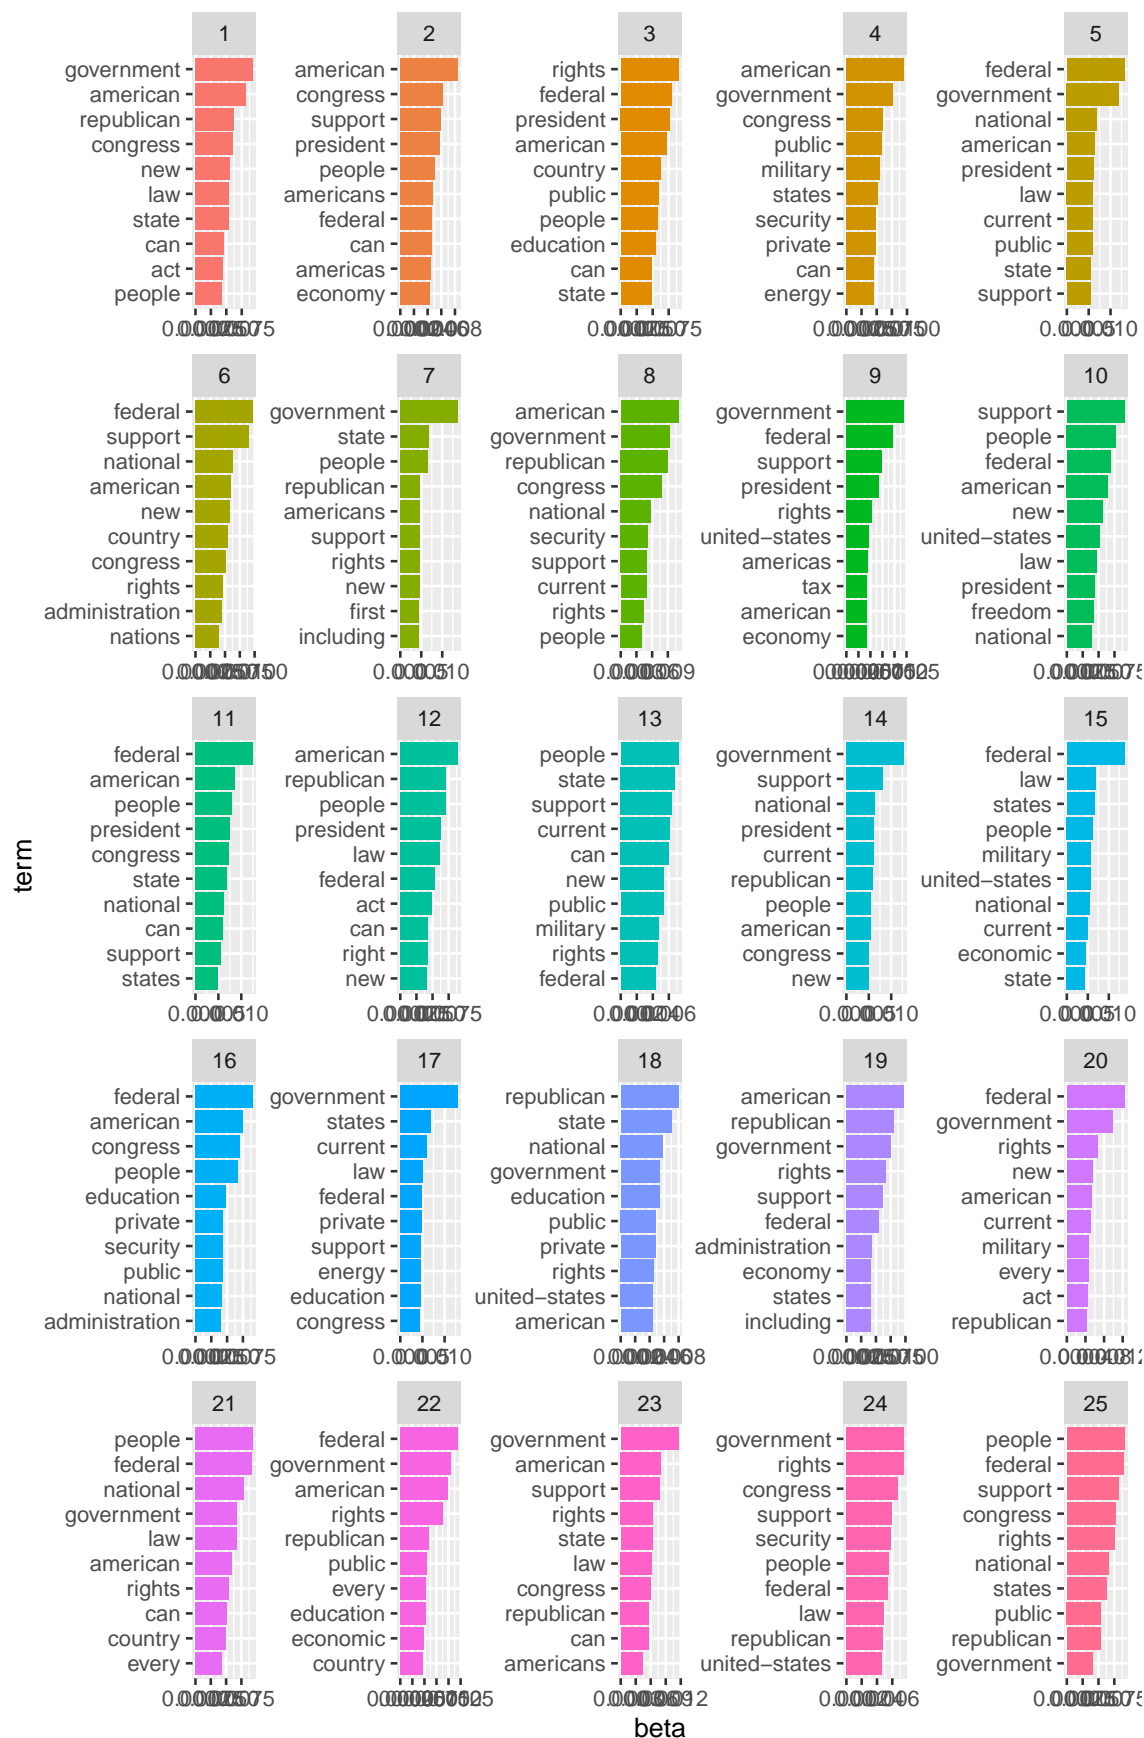 1 2 3 4 5
government american rights american federal
american congress federal government government
republican support president congress national
congress president american public american
new people country military president
law americans public states law
state federal people security current
can can education private public
act americas can can state
people economy state energy support
6 7 8 9 10
federal government american government support
support state government federal people
national people republican support federal
american republican congress president american
new americans national rights new
country support security united−states united−states
congress rights support americas law
rights new current tax president
administration first rights american freedom
nations including people economy national
11 12 13 14 15
federal american people government federal
american republican state support law
people people support national states
president president current president people
congress law can current military
state federal new republican united−states
national act public people national
can can military american current
support right rights congress economic
states new federal new state
term
16 17 18 19 20
federal government republican american federal
american states state republican government
congress current national government rights
people law government rights new
education federal education support american
private private public federal current
security support private administration military
public energy rights economy every
national education united−states states act
administration congress american including republican
21 22 23 24 25
people federal government government people
federal government american rights federal
national american support congress support
government rights rights support congress
law republican state security rights
american public law people national
rights every congress federal states
can education republican law public
country economic can republican republican
every country americans united−states government
beta